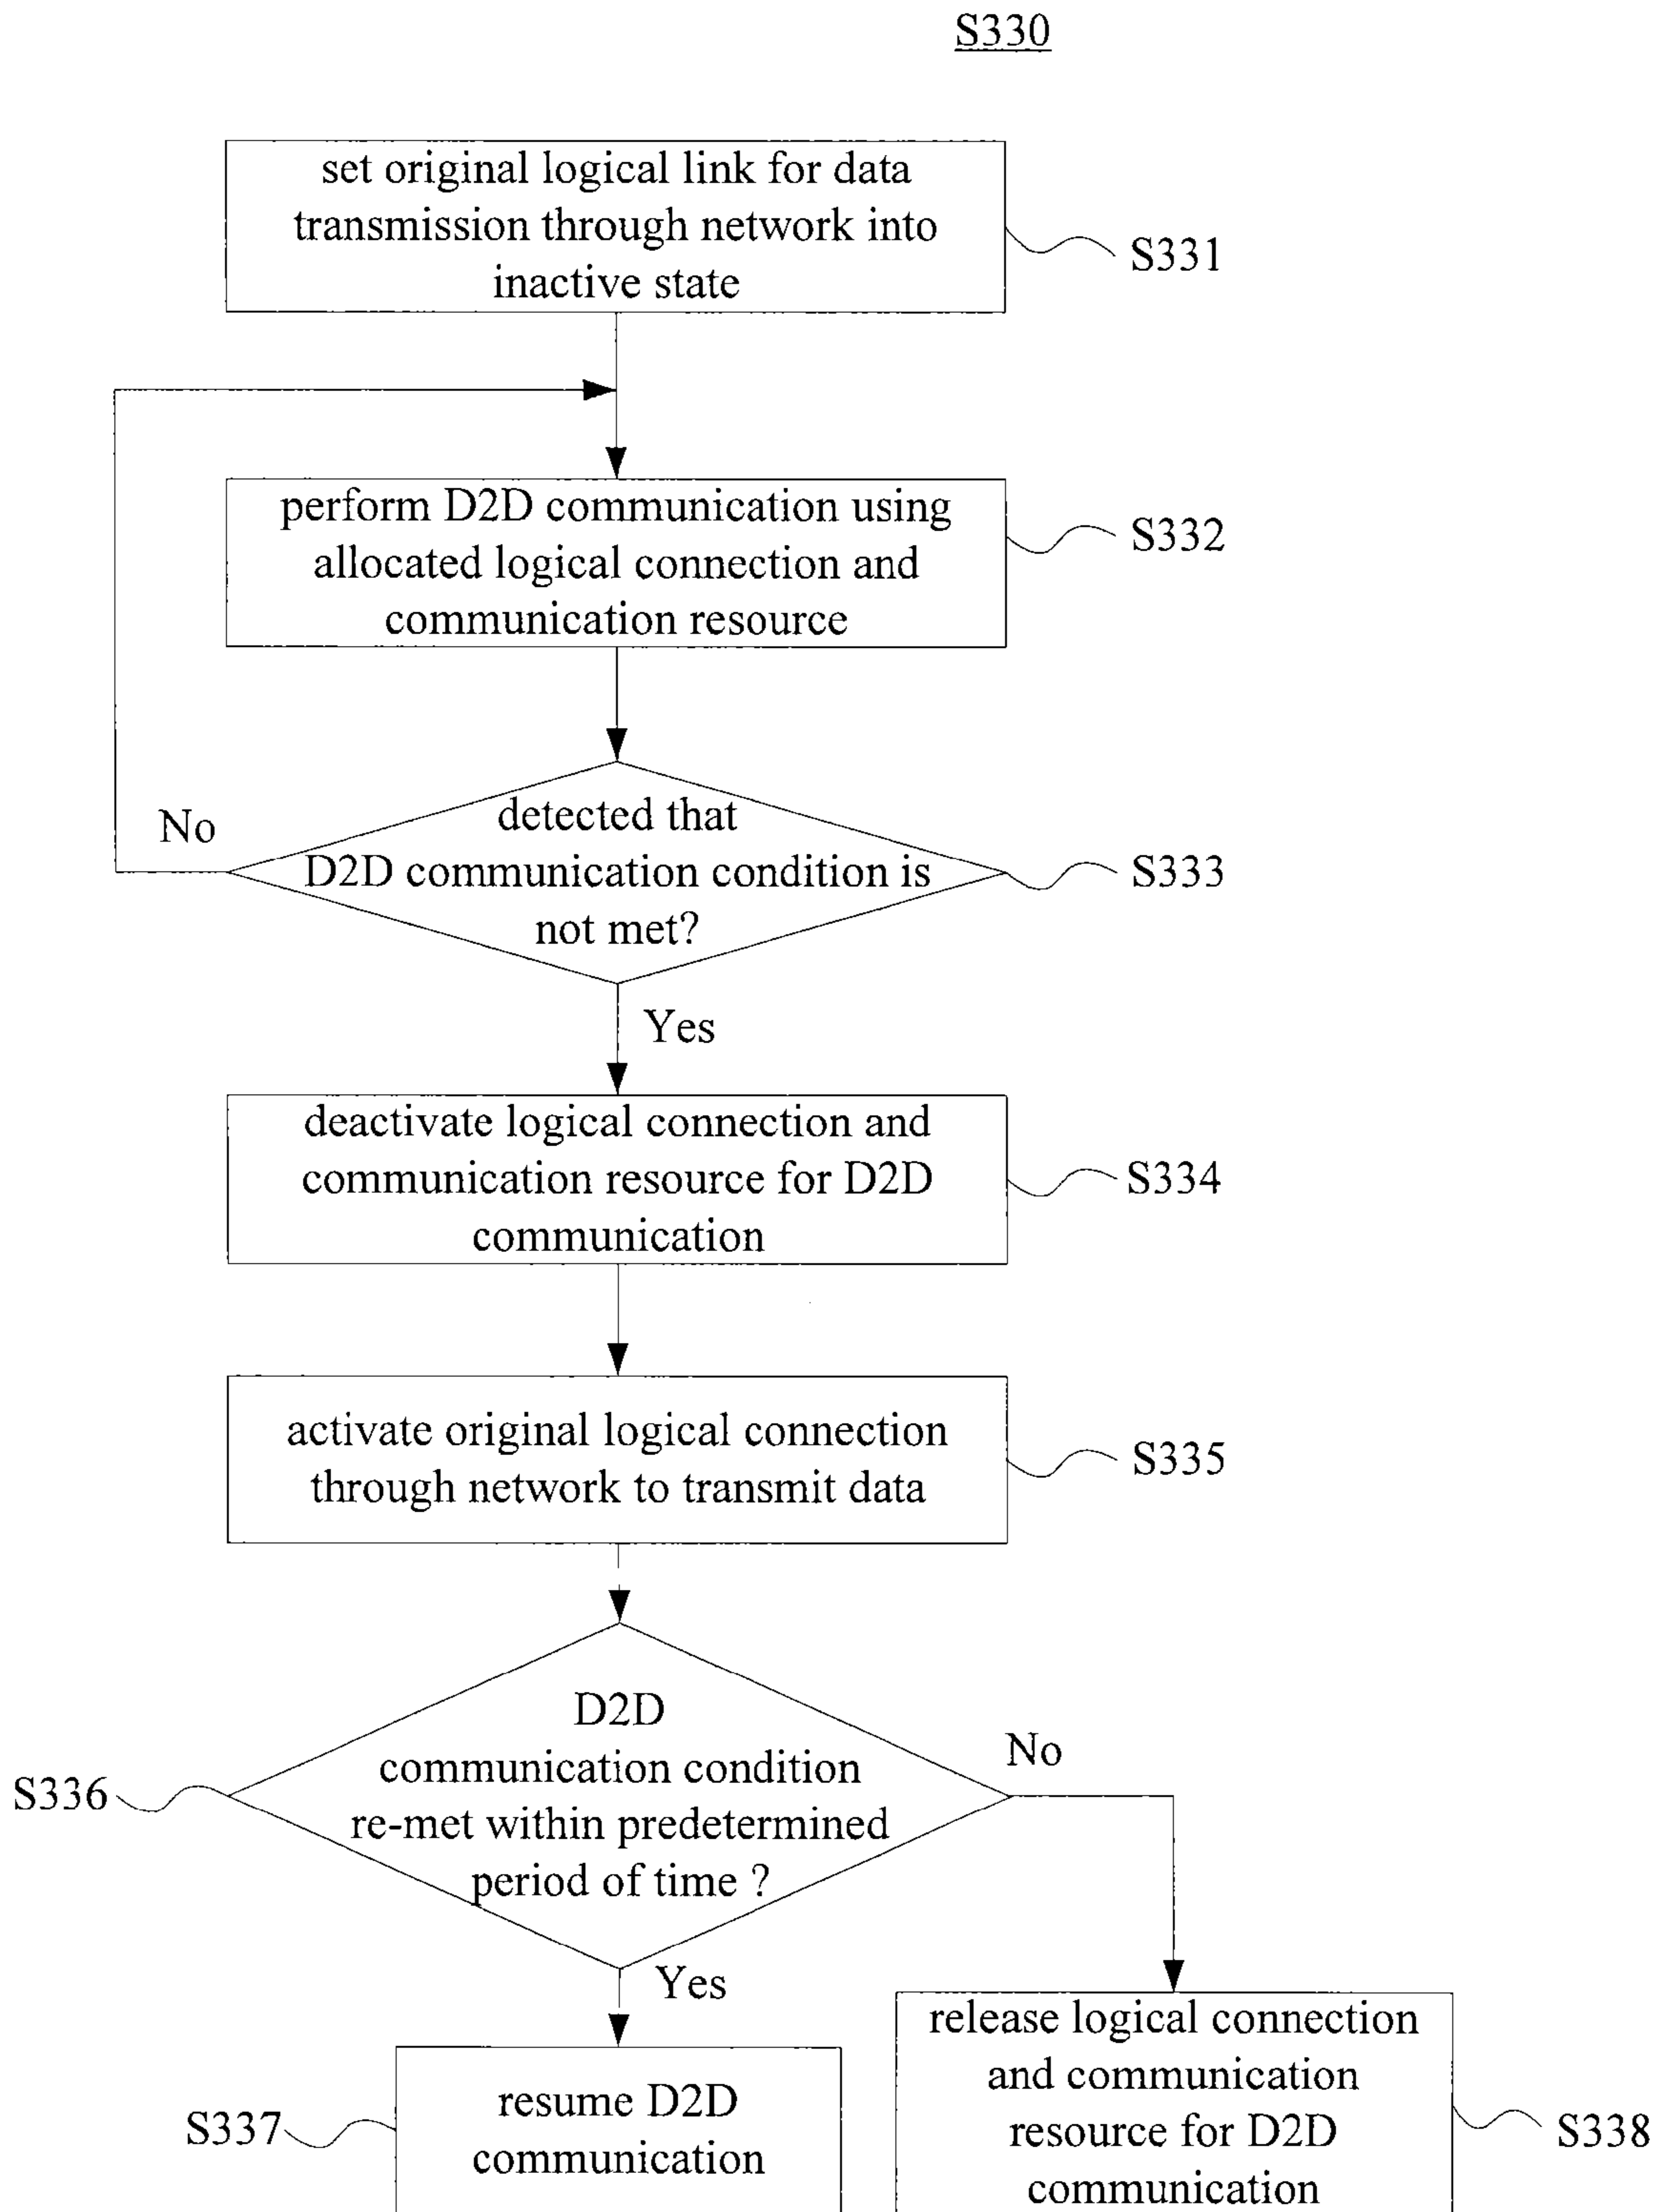 S330
set original logical link for data
transmission through network into
inactive state
S331
perform D2D communication using
allocated logical connection and
communication resource
S332
No
detected that
D2D communication condition is
not met?
S333
Yes
deactivate logical connection and
communication resource for D2D
communication
S334
activate original logical connection
through network to transmit data
S335
D2D
communication condition
re-met within predetermined
period of time ?
S336
No
Yes
resume D2D
communication
S337
release logical connection
and communication
resource for D2D
communication
S338